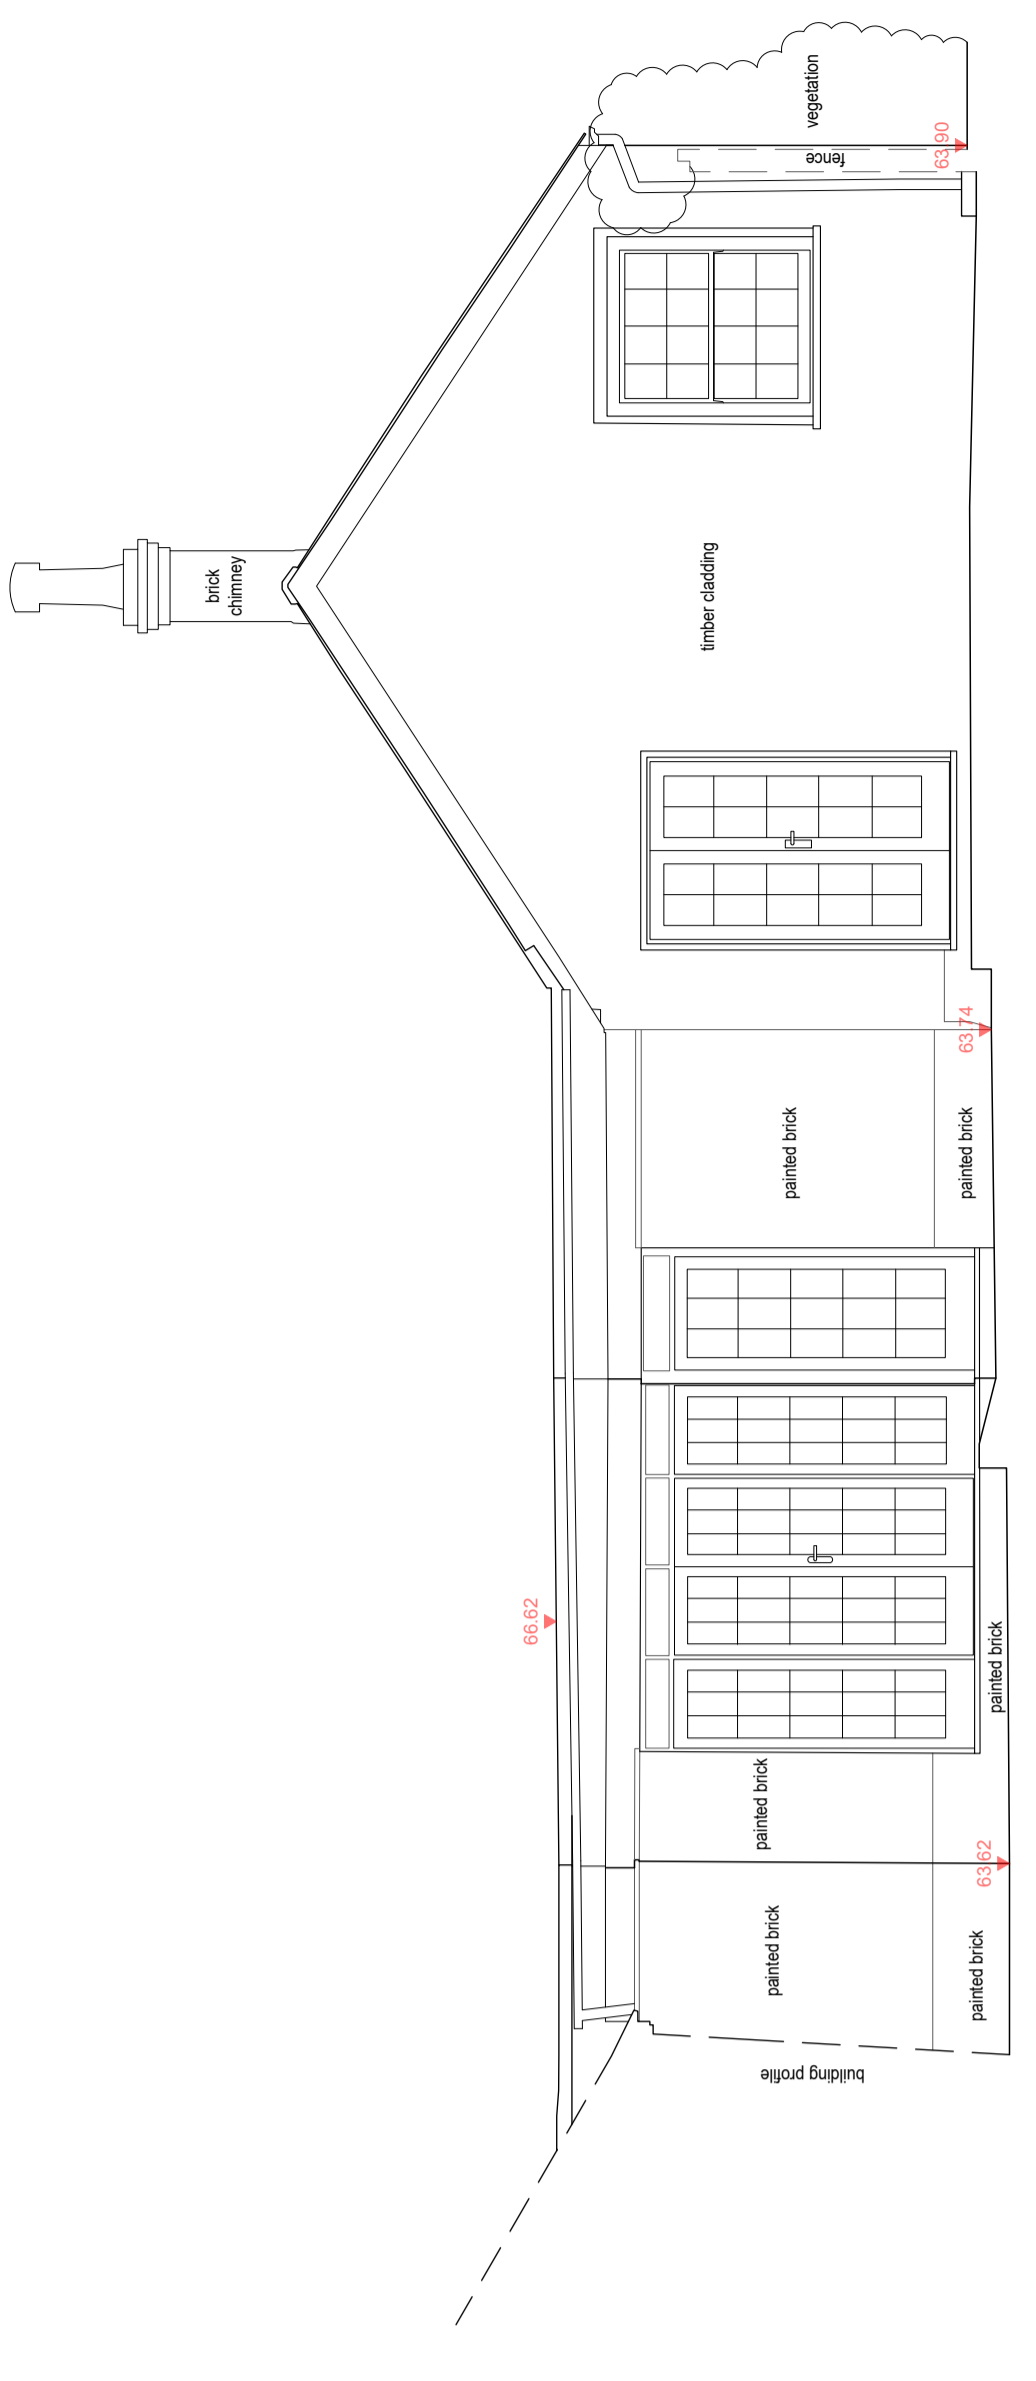 brick
chimney
vegetation
fence
63.90
timber cladding
63.74
painted brick
painted brick
66.62
painted brick
painted brick
63.62
painted brick
painted brick
building profile